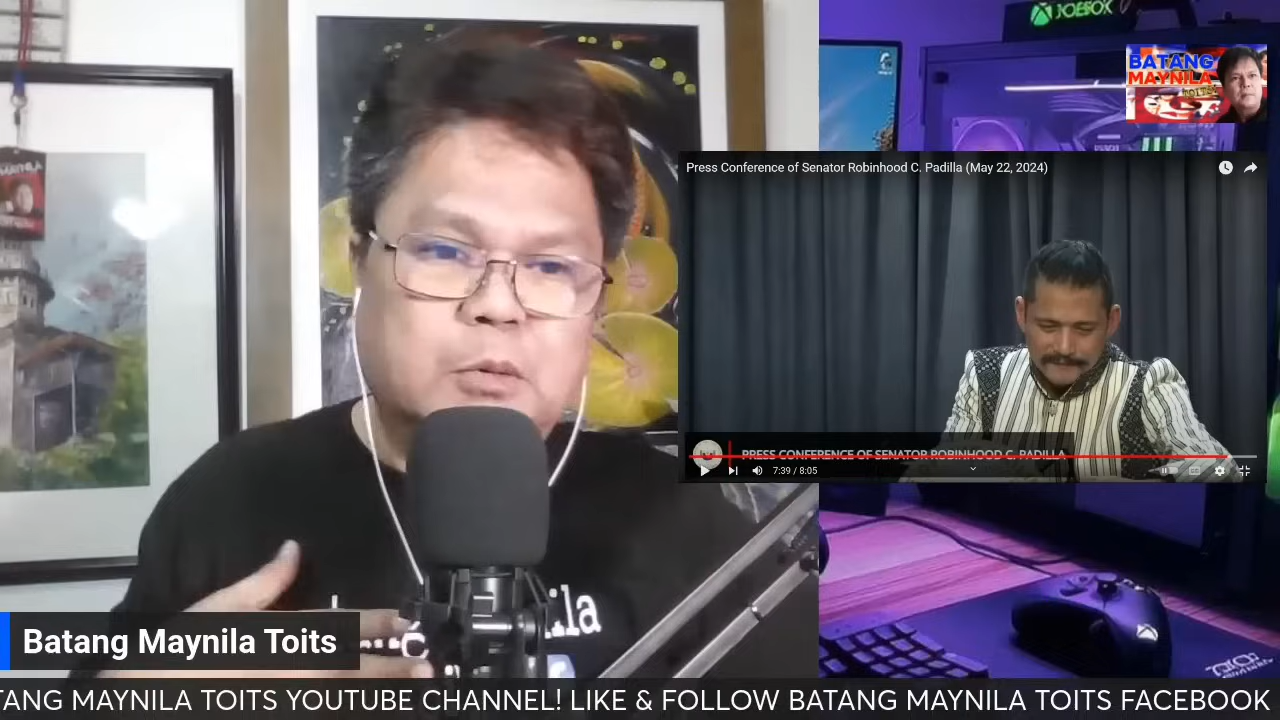 JOEBOX
BATANG
MAYNILA
TOITS
Press Conference of Senator Robinhood C. Padilla (May 22, 2024)
PRESS CONFERENCE OF SENATOR ROBINHOOD C. PADILLA
7:39 / 8:05
Batang Maynila Toits
TANG MAYNILA TOITS YOUTUBE CHANNEL! LIKE & FOLLOW BATANG MAYNILA TOITS FACEBOOK